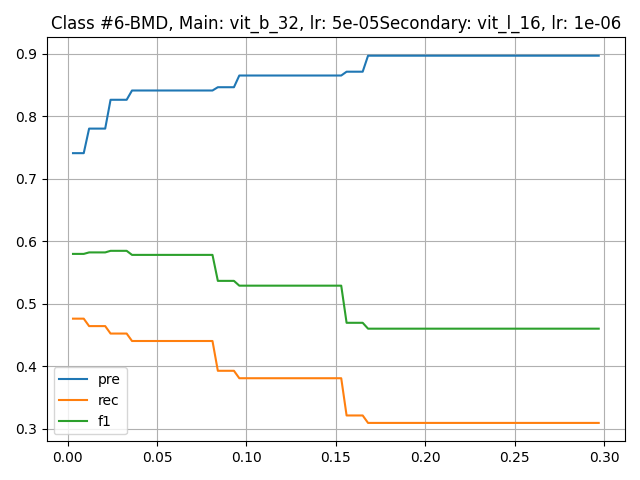 Class #6-BMD, Main: vit_b_32, lr: 5e-05Secondary: vit_l_16, lr: 1e-06
0.9
0.8
0.7
0.6
0.5
0.4
0.3
pre
rec
f1
0.00 0.05 0.10 0.15 0.20 0.25 0.30